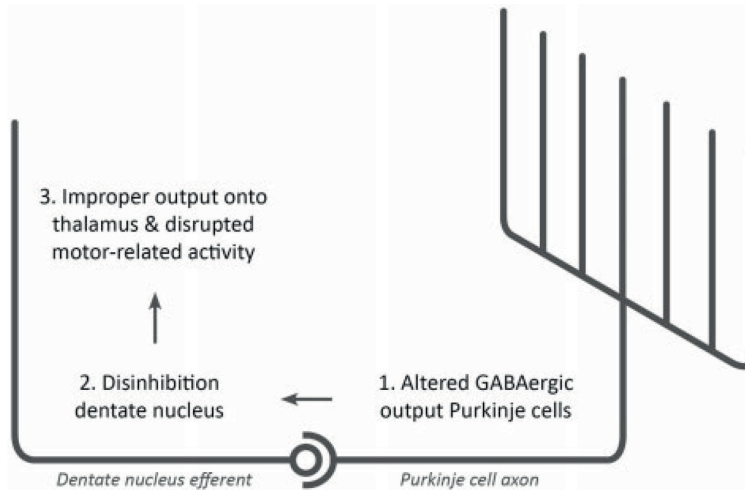 3. Improper output onto
thalamus & disrupted
motor-related activity
2. Disinhibition
dentate nucleus
1. Altered GABAergic
output Purkinje cells
Dentate nucleus efferent
Purkinje cell axon